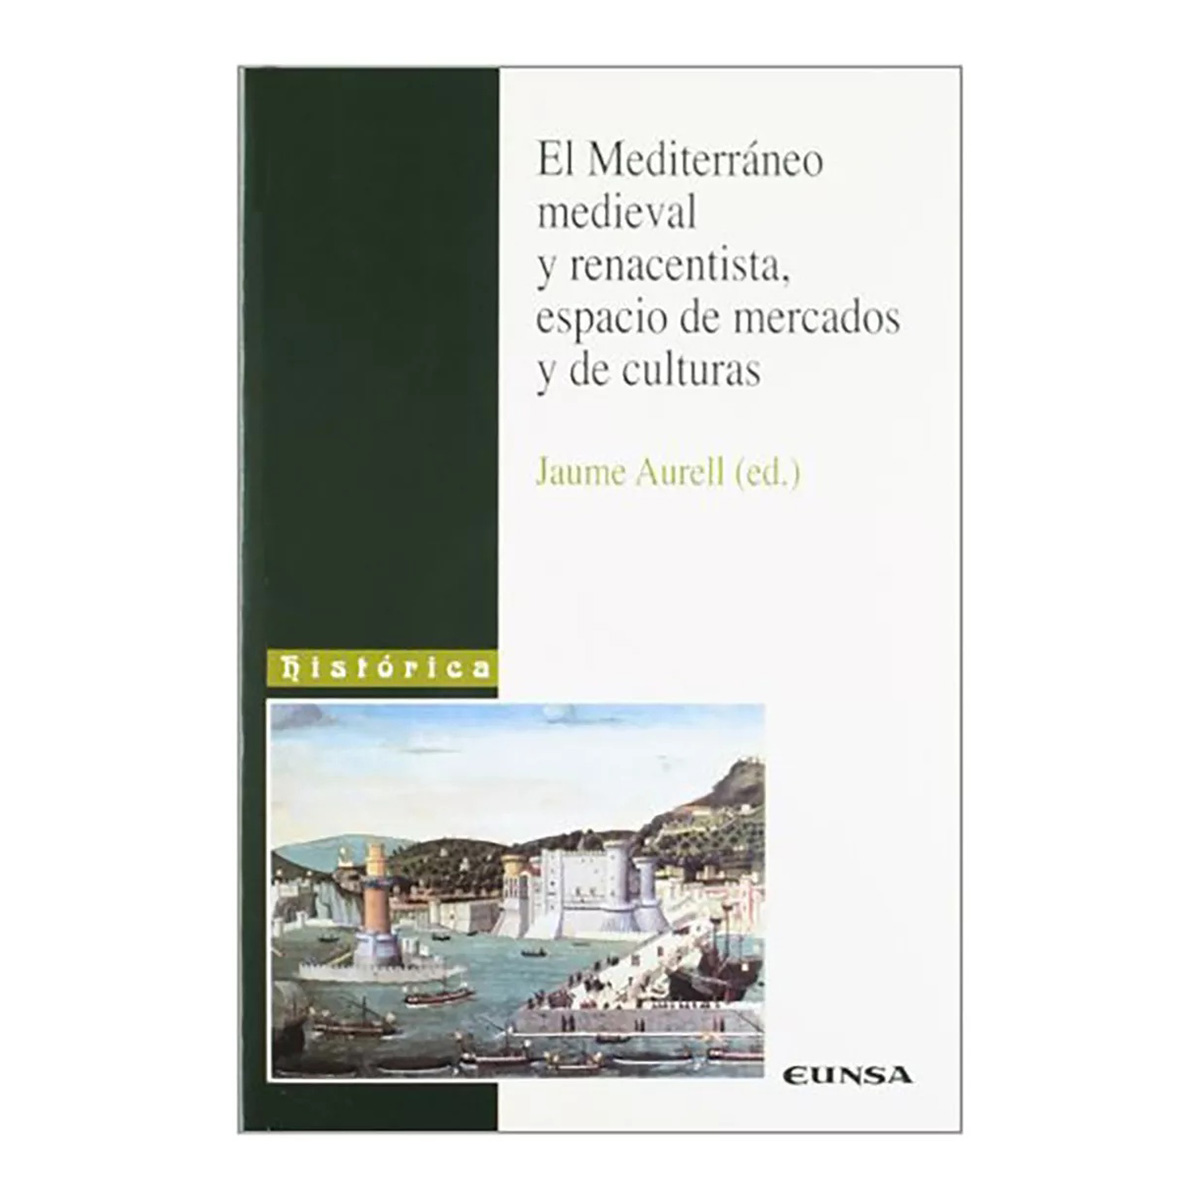 El Mediterráneo
medieval
y renacentista,
espacio de mercados
y de culturas
Jaume Aurell (ed.)
histórica
EUNSA